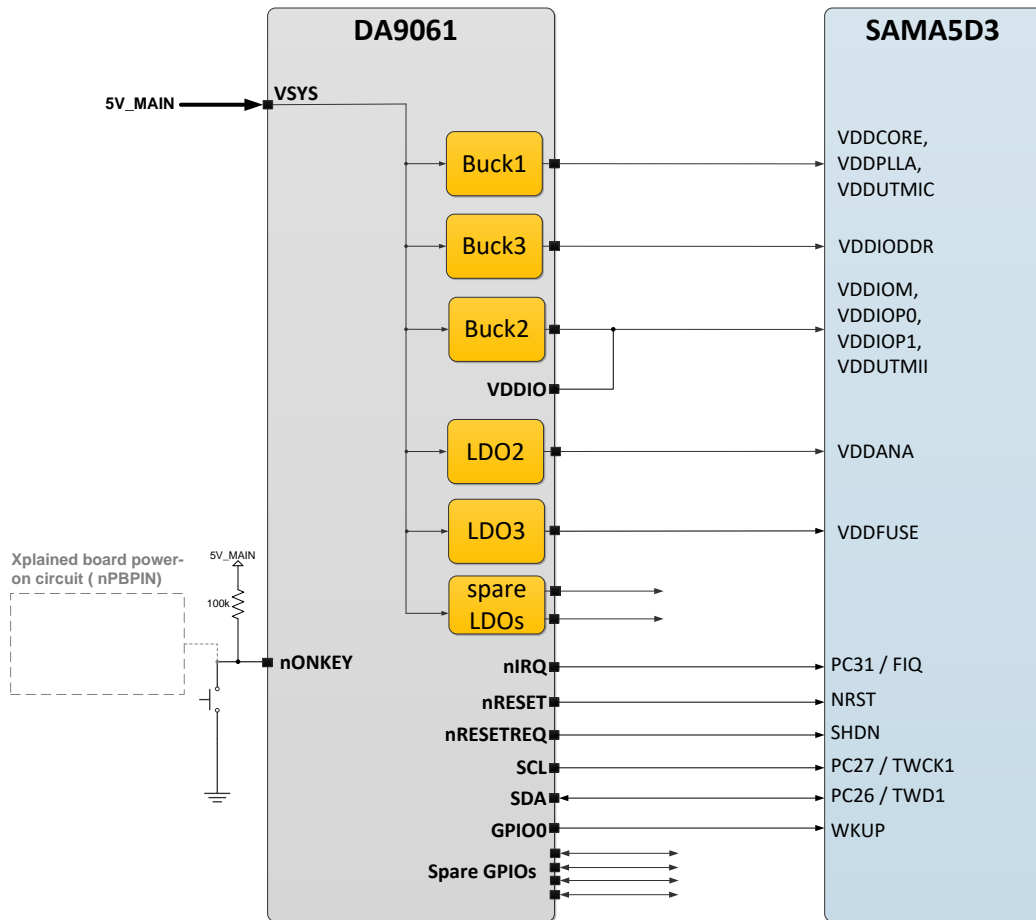 DA9061
SAMA5D3
5V_MAIN
VSYS
Buck1
VDDCORE,
VDDPLLA,
VDDUTMIC
Buck3
VDDIODDR
Buck2
VDDIOM,
VDDIOP0,
VDDIOP1,
VDDUTMII
VDDIO
LDO2
VDDANA
LDO3
VDDFUSE
Xplained board power-
on circuit ( nPBPIN)
5V_MAIN
100k
spare
LDOs
nONKEY
nIRQ
PC31 / FIQ
nRESET
NRST
nRESETREQ
SHDN
SCL
PC27 / TWCK1
SDA
PC26 / TWD1
GPIO0
WKUP
Spare GPIOs